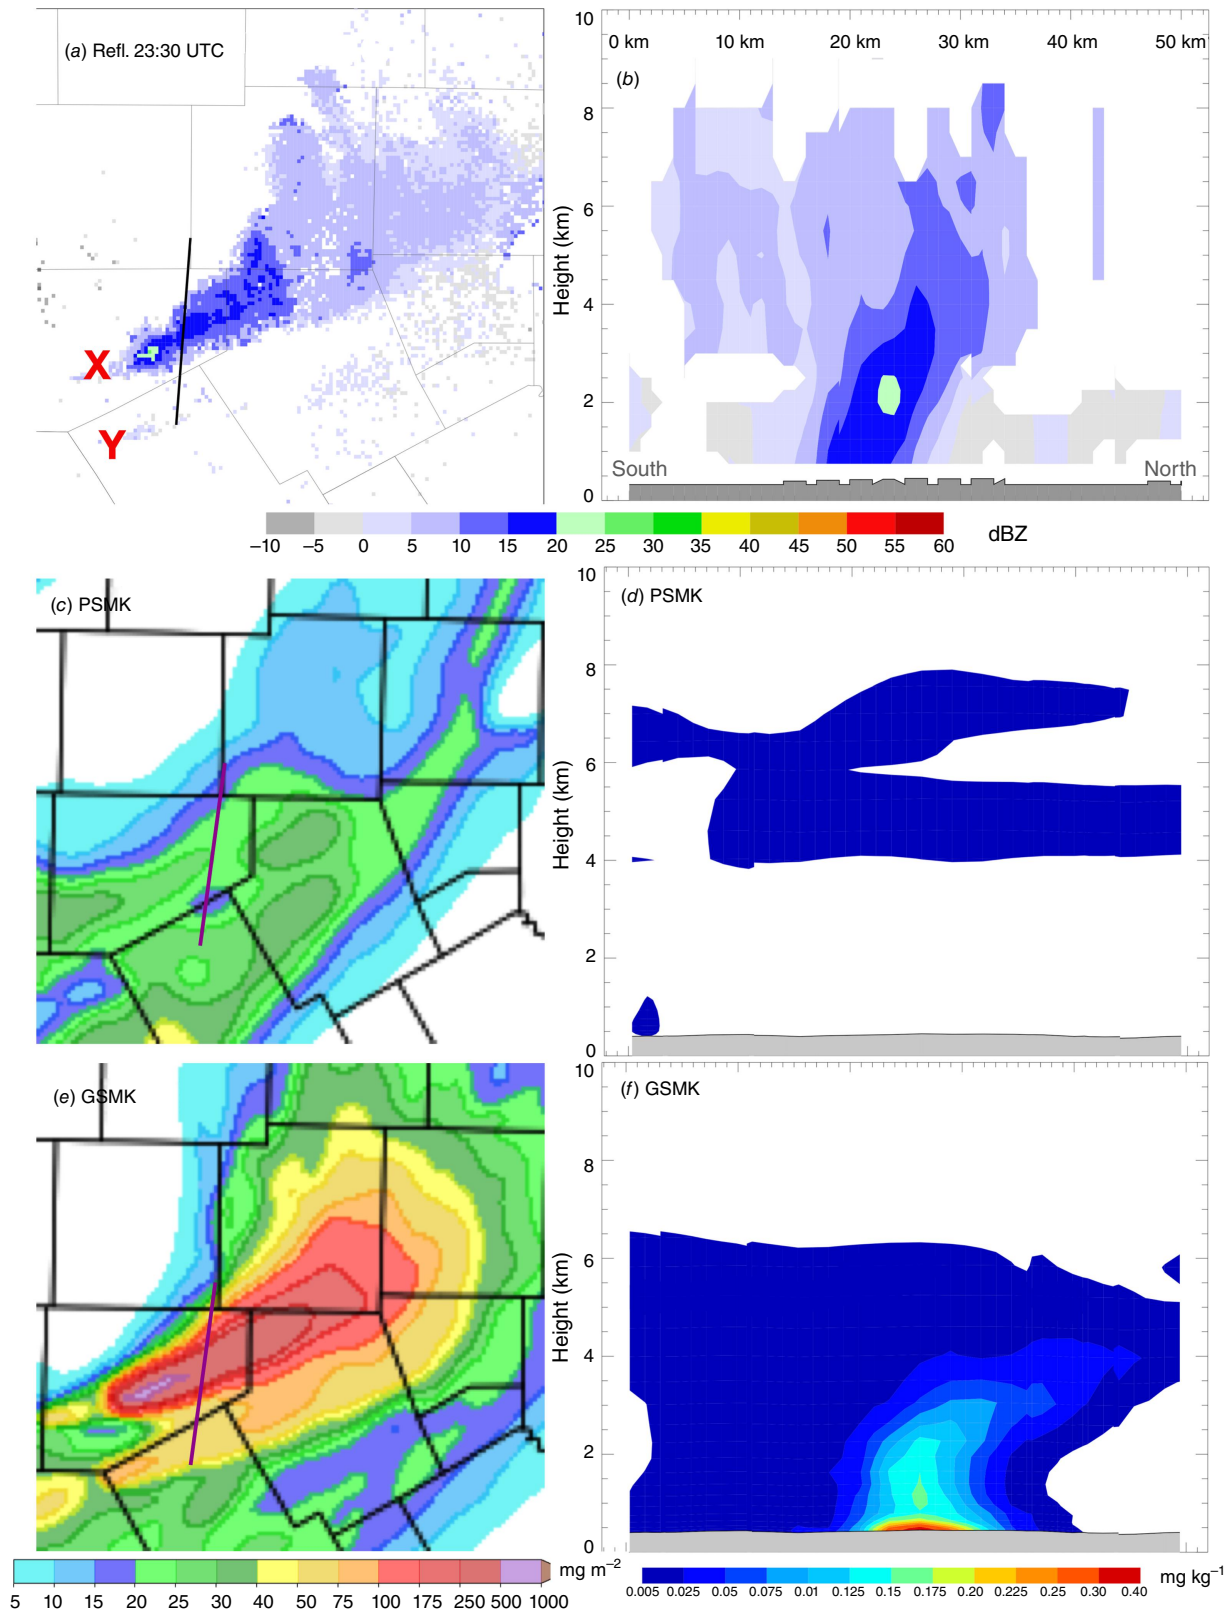 (a) Refl. 23:30 UTC
X
Y
0 km 10 km 20 km 30 km 40 km 50 km
(b)
8
6
4
2
0
Height (km)
South North
−10 −5 0 5 10 15 20 25 30 35 40 45 50 55 60 dBZ
(c) PSMK
10
(d) PSMK
8
6
4
2
0
Height (km)
(e) GSMK
10
(f) GSMK
8
6
4
2
0
Height (km)
5 10 15 20 25 30 40 50 75 100 175 250 500 1000 mg m−2
0.005 0.025 0.05 0.075 0.01 0.125 0.15 0.175 0.20 0.225 0.25 0.30 0.40 mg kg−1
10